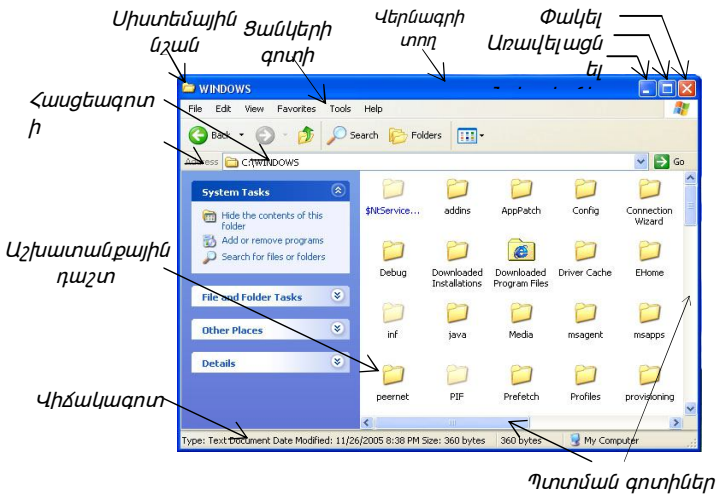 Սիստեմային
նշան
Ցանկերի
գոտի
Վերնագրի
տող
Փակել
Առավելացն
ել
Հասցեագոտ
ի
Աշխատանքային
դաշտ
Վիճակագոտ
Պտտման գոտիներ
WINDOWS
File Edit View Favorites Tools Help
Back Search Folders
Address C:\WINDOWS Go
System Tasks
Hide the contents of this
folder
Add or remove programs
Search for files or folders
File and Folder Tasks
Other Places
Details
$NtService... addins AppPatch Config Connection
Wizard
Debug Downloaded
Installations Downloaded
Program Files Driver Cache EHome
inf java Media msagent msapps
peernet PIF Prefetch Profiles provisioning
Type: Text Document Date Modified: 11/26/2005 8:38 PM Size: 360 bytes 360 bytes My Computer